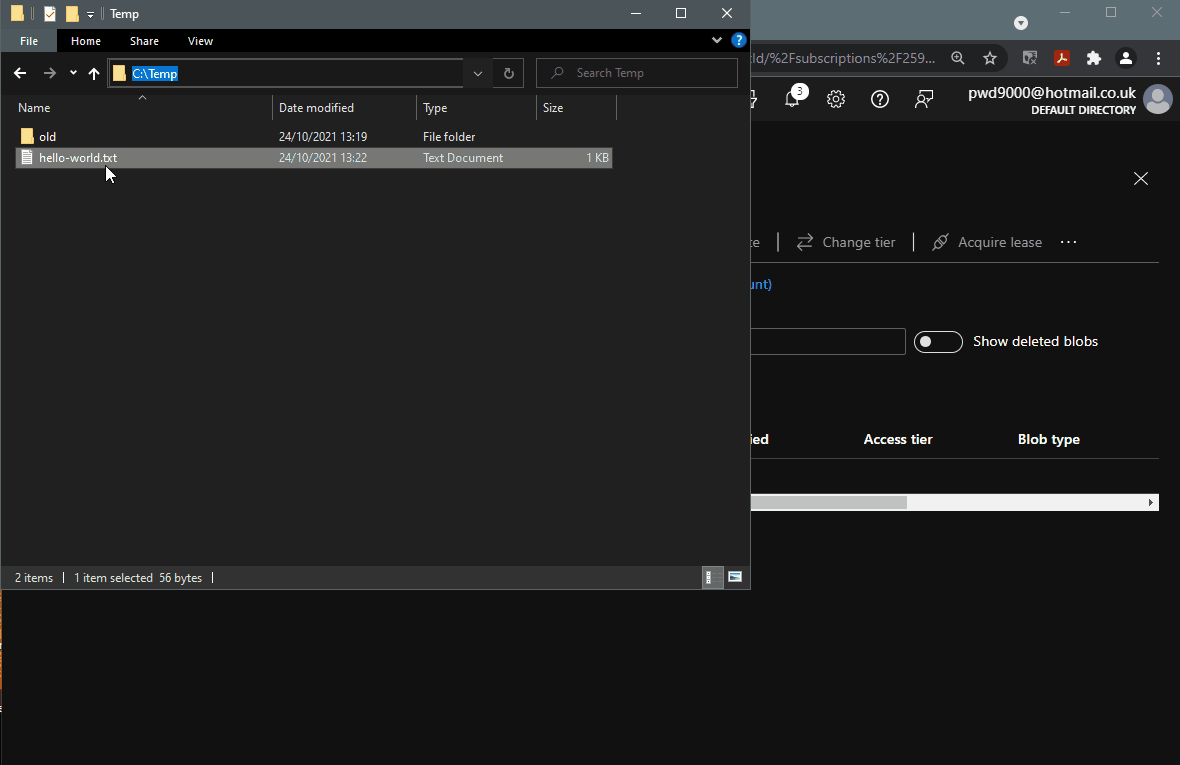 Temp
File Home Share View
C:\Temp
Search Temp
Name Date modified Type Size
old 24/10/2021 13:19 File folder
hello-world.txt 24/10/2021 13:22 Text Document 1 KB
2 items 1 item selected 56 bytes
d/%2Fsubscriptions%2F259...
3
pwd9000@hotmail.co.uk
DEFAULT DIRECTORY
Change tier Acquire lease ...
unt)
Show deleted blobs
ied Access tier Blob type